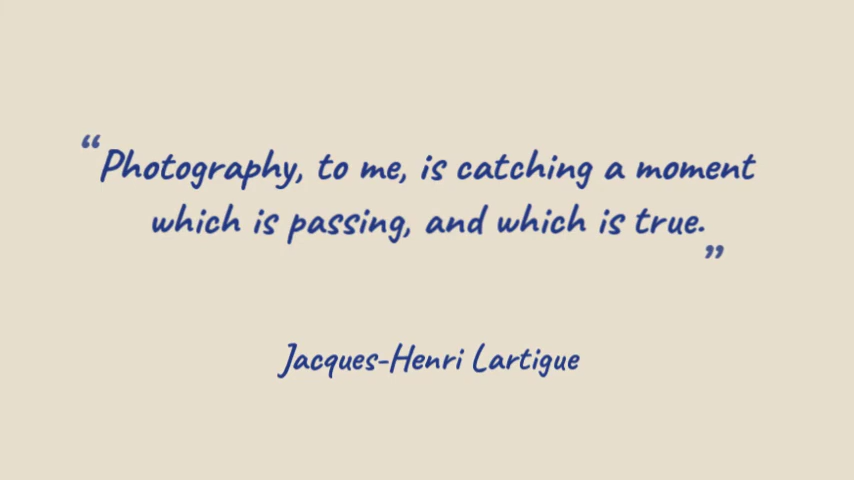 “Photography, to me, is catching a moment
which is passing, and which is true.”
Jacques-Henri Lartigue